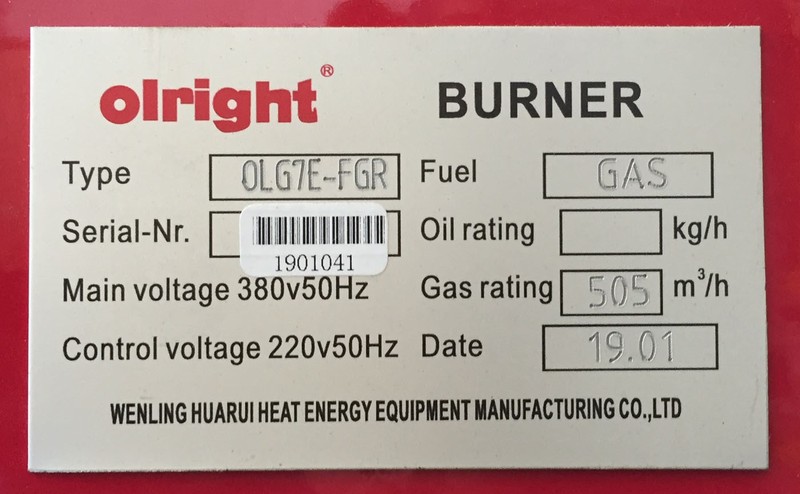 olright® BURNER
Type OLG7E-FGR Fuel GAS
Serial-Nr. 1901041 Oil rating kg/h
Main voltage 380v50Hz Gas rating 505 m³/h
Control voltage 220v50Hz Date 19.01
WENLING HUARUI HEAT ENERGY EQUIPMENT MANUFACTURING CO.,LTD